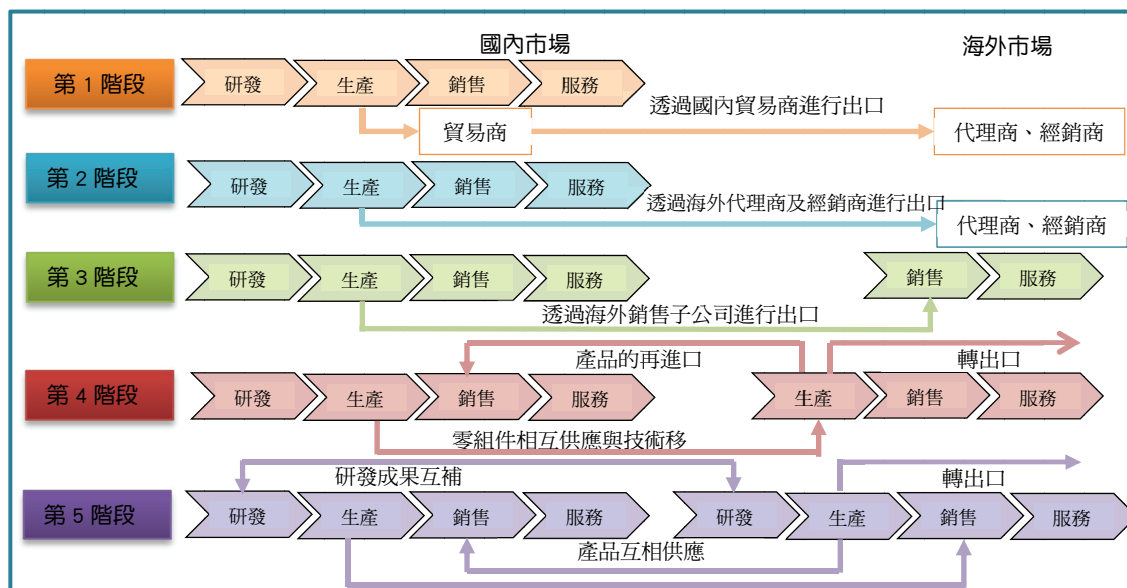 國內市場 海外市場
第 1 階段 研發 生產 銷售 服務
透過國內貿易商進行出口
貿易商 代理商、經銷商
第 2 階段 研發 生產 銷售 服務
透過海外代理商及經銷商進行出口
代理商、經銷商
第 3 階段 研發 生產 銷售 服務 銷售 服務
透過海外銷售子公司進行出口
產品的再進口 轉出口
第 4 階段 研發 生產 銷售 服務 生產 銷售 服務
零組件相互供應與技術移
研發成果互補 轉出口
第 5 階段 研發 生產 銷售 服務 研發 生產 銷售 服務
產品互相供應